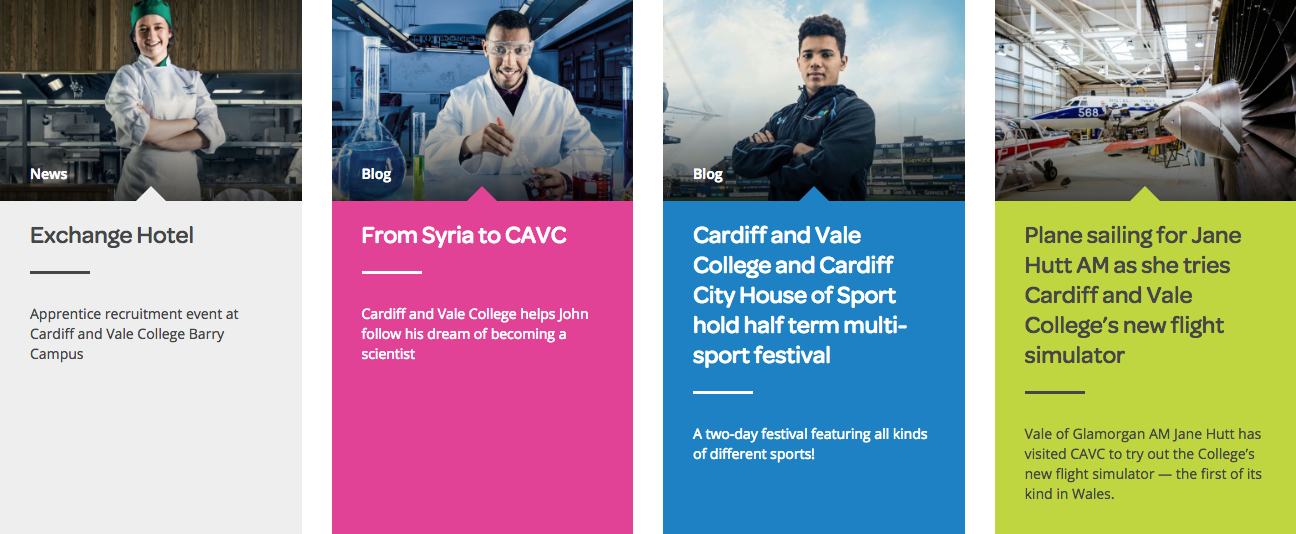 News
Exchange Hotel
Apprentice recruitment event at
Cardiff and Vale College Barry
Campus
Blog
From Syria to CAVC
Cardiff and Vale College helps John
follow his dream of becoming a
scientist
Blog
Cardiff and Vale
College and Cardiff
City House of Sport
hold half term multi-
sport festival
A two-day festival featuring all kinds
of different sports!
568
Plane sailing for Jane
Hutt AM as she tries
Cardiff and Vale
College’s new flight
simulator
Vale of Glamorgan AM Jane Hutt has
visited CAVC to try out the College’s
new flight simulator — the first of its
kind in Wales.